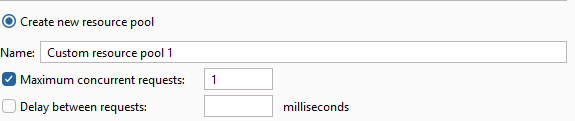 Create new resource pool
Name: Custom resource pool 1
Maximum concurrent requests: 1
Delay between requests: milliseconds